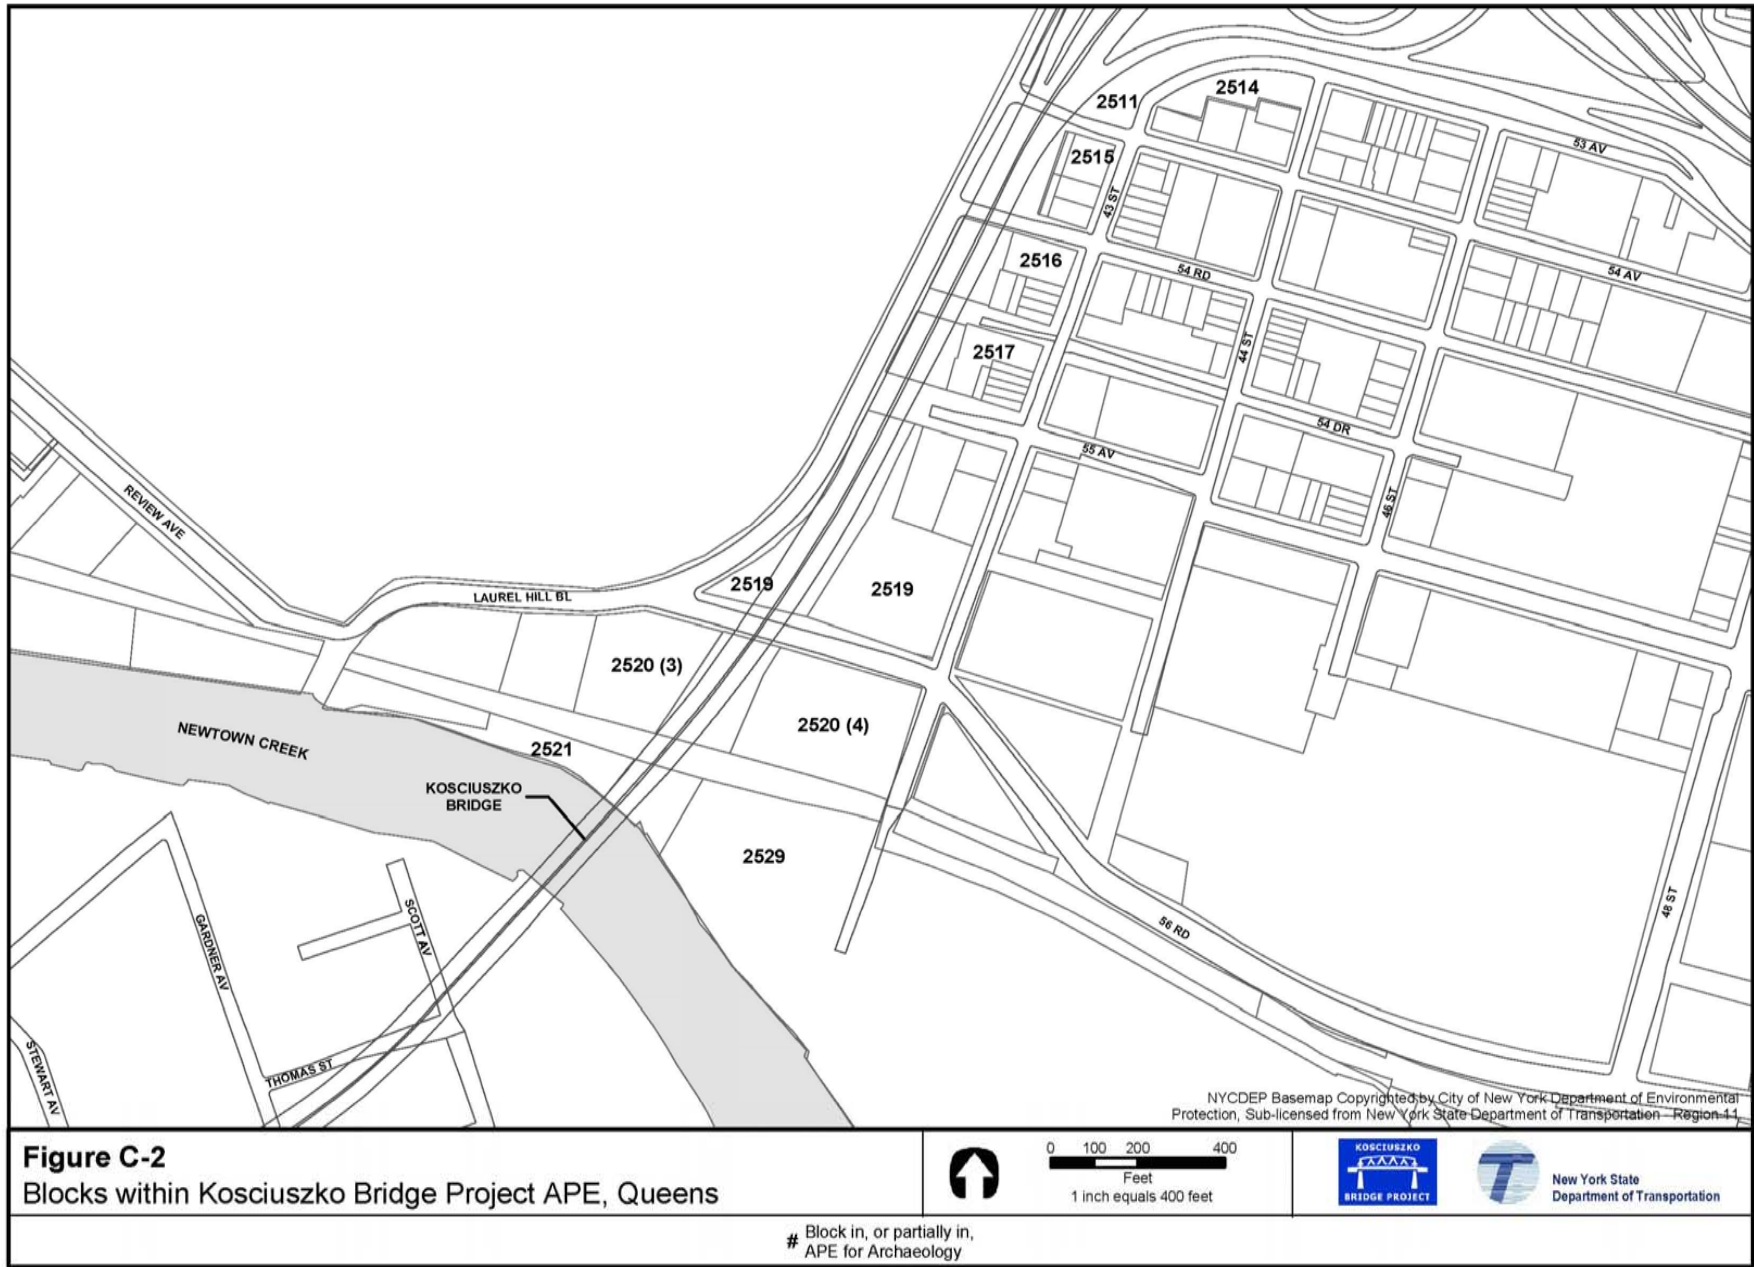 2514
2511
53 AV
2515
43 ST
2516
54 RD
54 AV
2517
44 ST
54 DR
55 AV
46 ST
REVIEW AVE
2519
2519
LAUREL HILL BL
2520 (3)
2520 (4)
NEWTOWN CREEK
2521
KOSCIUSZKO
BRIDGE
2529
48 ST
SCOTT AV
GARDNER AV
56 RD
STEWART AV
THOMAS ST
NYCDEP Basemap Copyrighted by City of New York Department of Environmental
Protection, Sub-licensed from New York State Department of Transportation - Region 11
Figure C-2
Blocks within Kosciuszko Bridge Project APE, Queens
0 100 200 400
Feet
1 inch equals 400 feet
KOSCIUSZKO
BRIDGE PROJECT
T
New York State
Department of Transportation
# Block in, or partially in,
APE for Archaeology